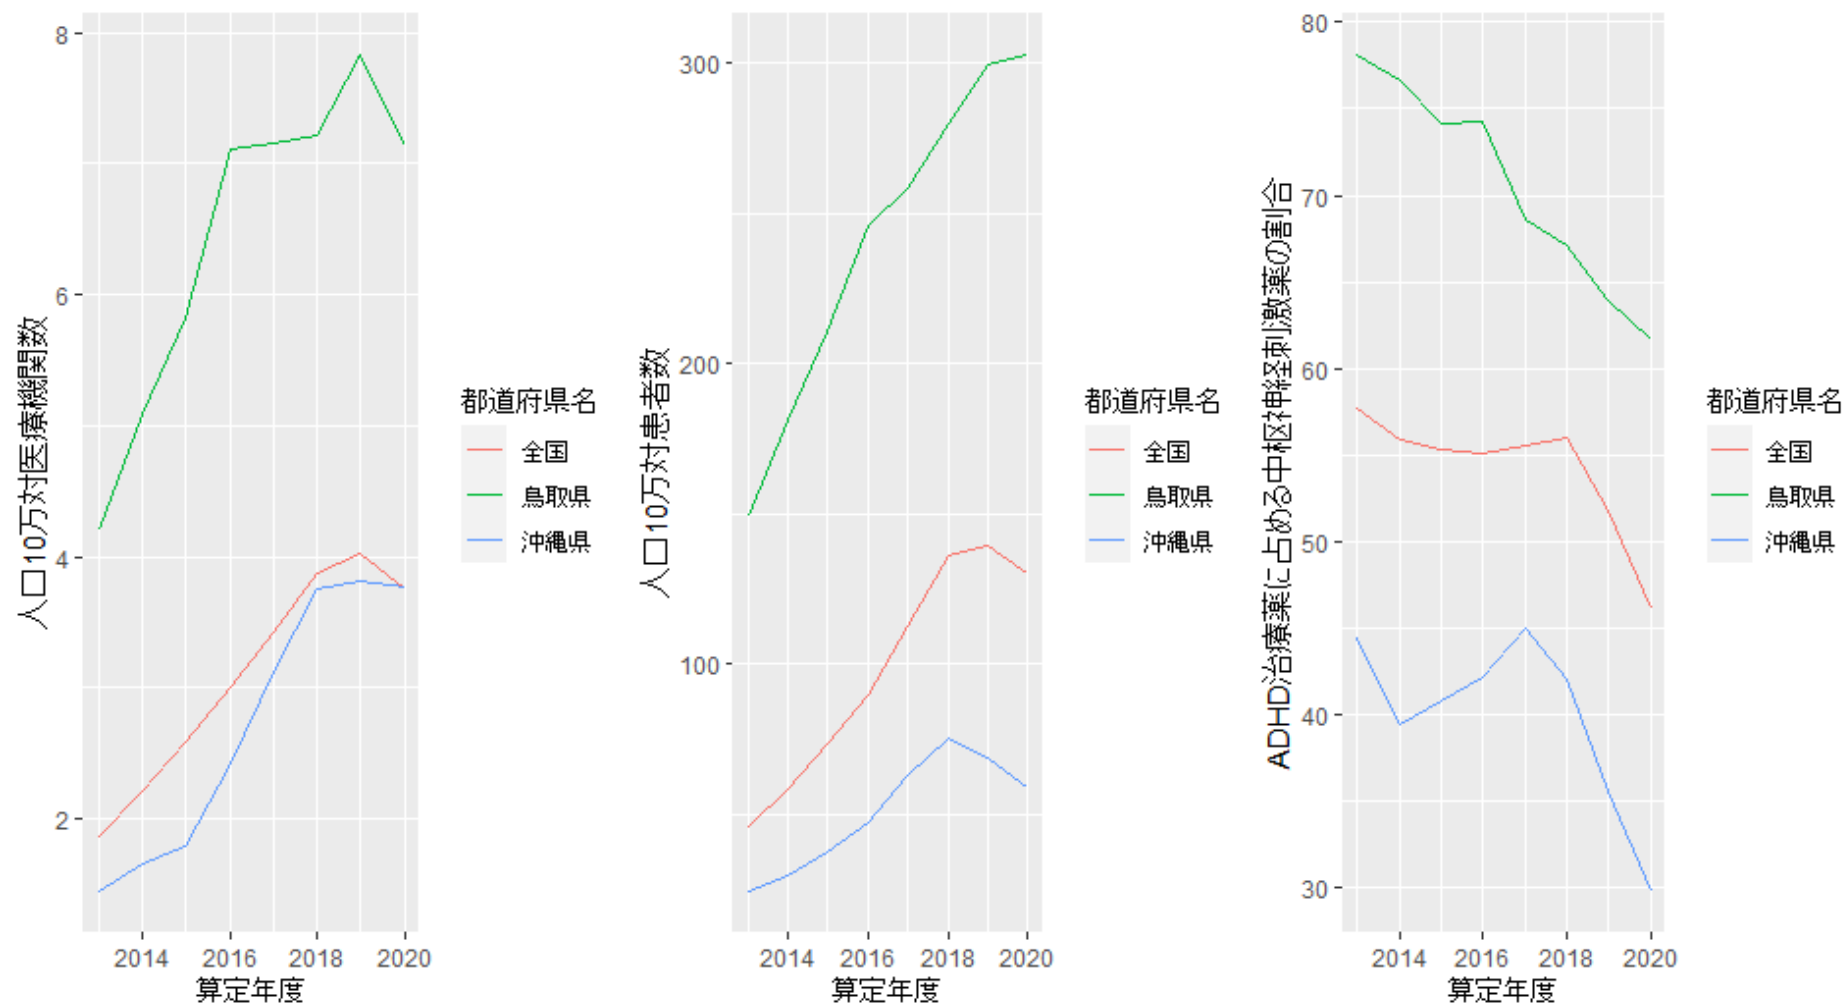 人口10万対医療機関数
8
6
4
2
2014 2016 2018 2020
算定年度
都道府県名
全国
鳥取県
沖縄県
人口10万対患者数
300
200
100
2014 2016 2018 2020
算定年度
都道府県名
全国
鳥取県
沖縄県
ADHD治療薬に占める中枢神経刺激薬の割合
80
70
60
50
40
30
2014 2016 2018 2020
算定年度
都道府県名
全国
鳥取県
沖縄県